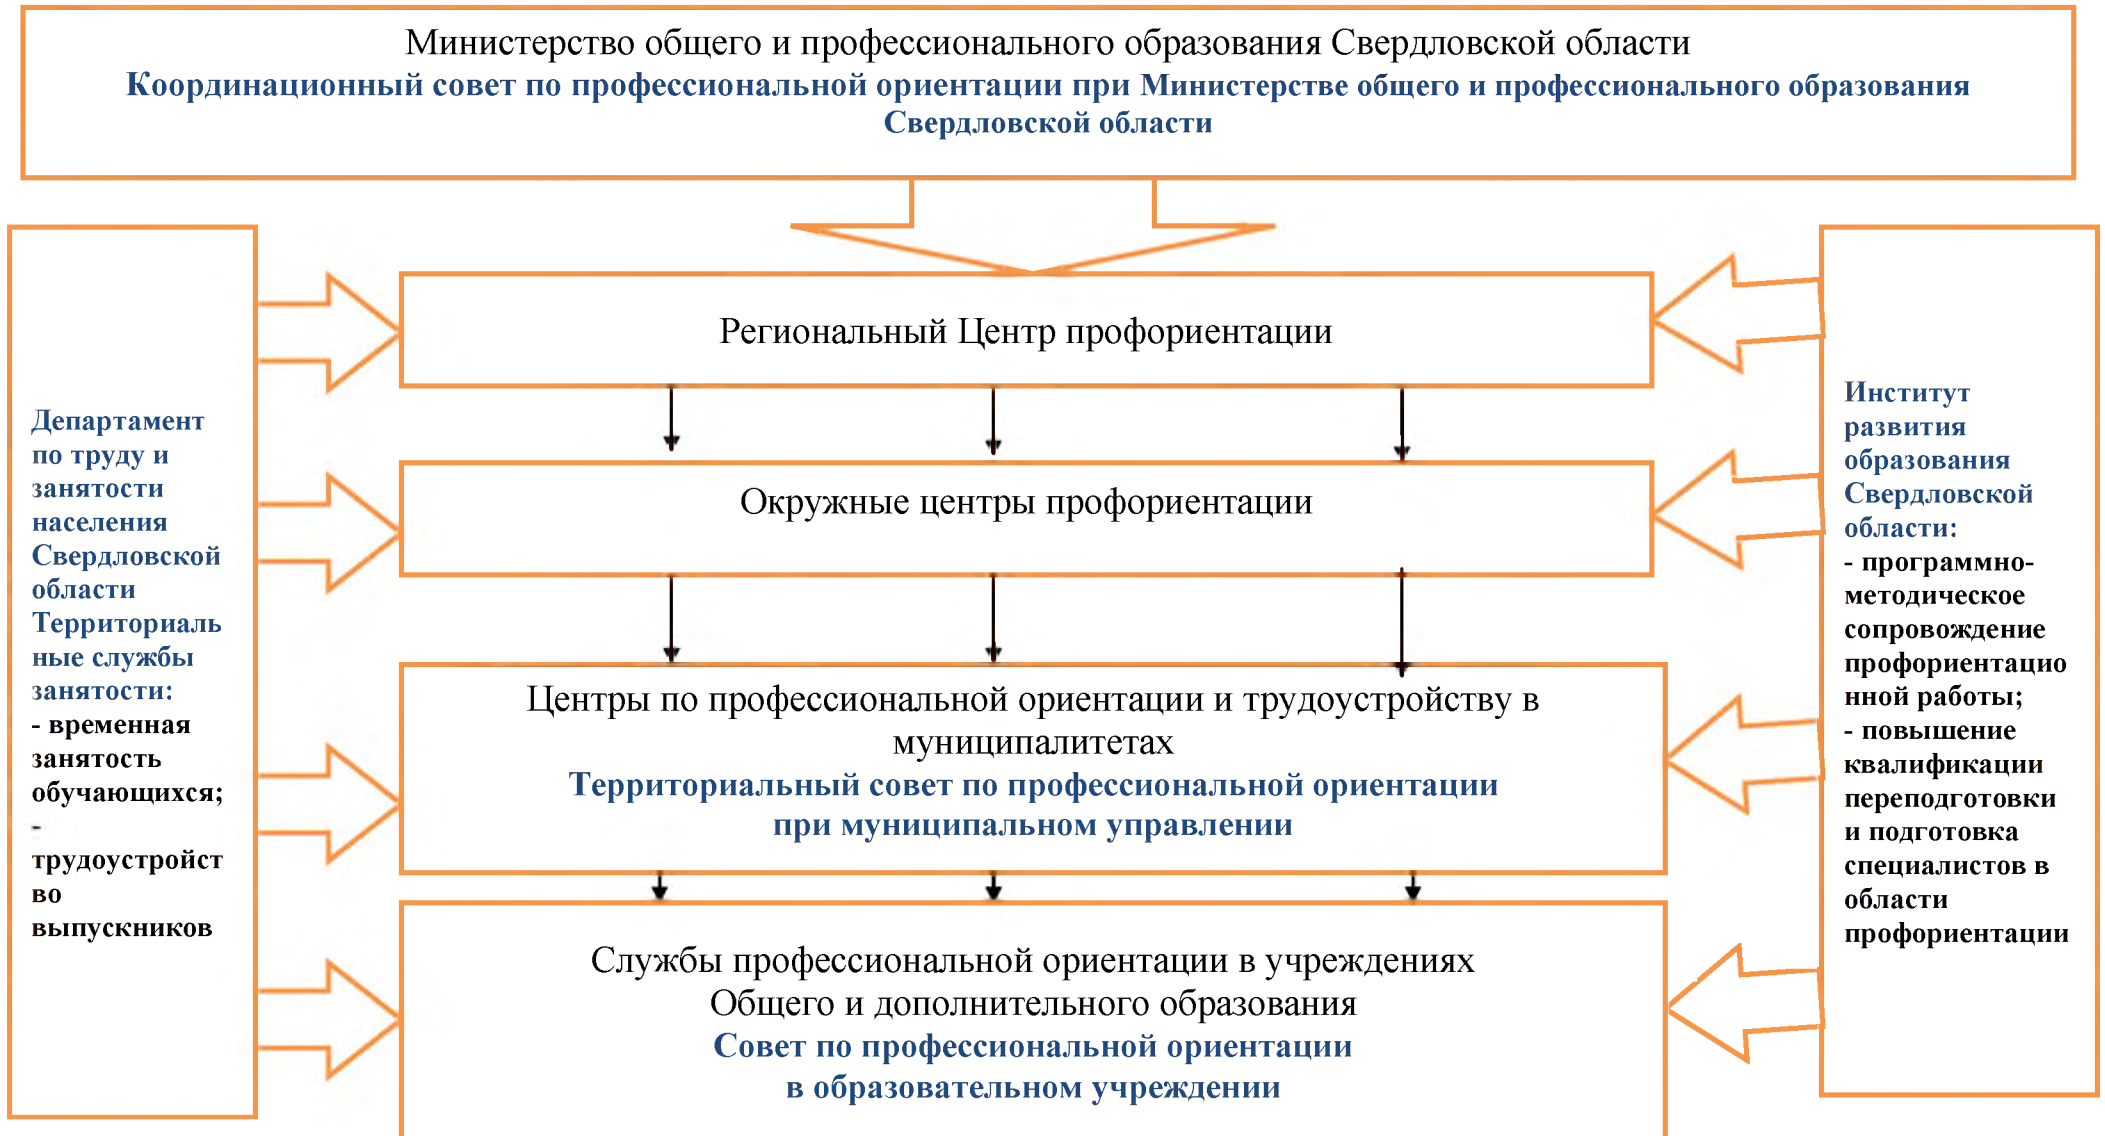 Министерство общего и профессионального образования Свердловской области
Координационный совет по профессиональной ориентации при Министерстве общего и профессионального образования
Свердловской области
Департамент
по труду и
занятости
населения
Свердловской
области
Территориаль
ные службы
занятости:
- временная
занятость
обучающихся;
-
трудоустройст
во
выпускников
Региональный Центр профориентации
Окружные центры профориентации
Центры по профессиональной ориентации и трудоустройству в
муниципалитетах
Территориальный совет по профессиональной ориентации
при муниципальном управлении
Службы профессиональной ориентации в учреждениях
Общего и дополнительного образования
Совет по профессиональной ориентации
в образовательном учреждении
Институт
развития
образования
Свердловской
области:
- программно-
методическое
сопровождение
профориентацио
нной работы;
- повышение
квалификации
переподготовки
и подготовка
специалистов в
области
профориентации